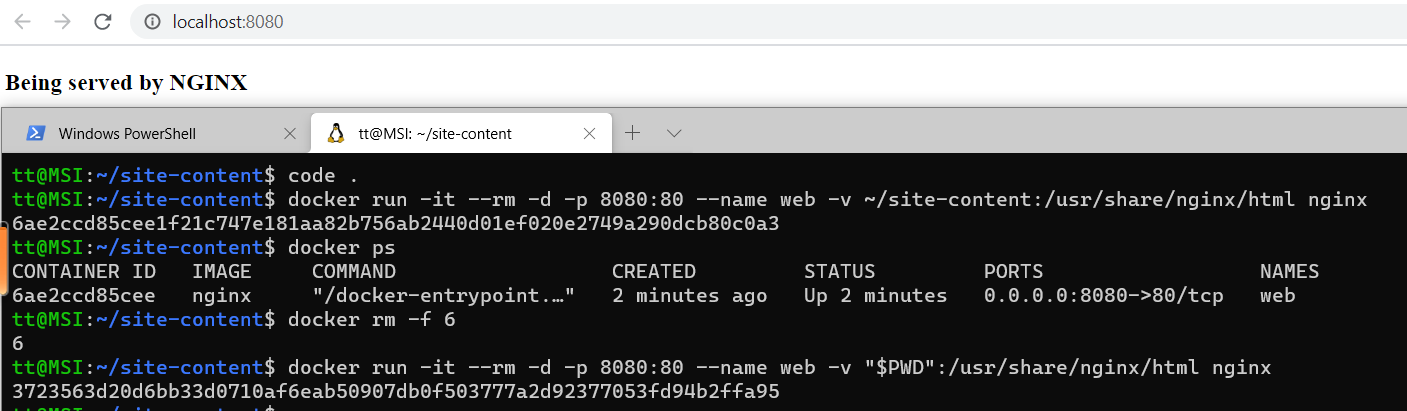 localhost:8080
Being served by NGINX
Windows PowerShell
tt@MSI: ~/site-content
tt@MSI:~/site-content$ code .
tt@MSI:~/site-content$ docker run -it --rm -d -p 8080:80 --name web -v ~/site-content:/usr/share/nginx/html nginx
6ae2ccd85cee1f21c747e181aa82b756ab2440d01ef020e2749a290dcb80c0a3
tt@MSI:~/site-content$ docker ps
CONTAINER ID IMAGE COMMAND CREATED STATUS PORTS NAMES
6ae2ccd85cee nginx "/docker-entrypoint.…" 2 minutes ago Up 2 minutes 0.0.0.0:8080->80/tcp web
tt@MSI:~/site-content$ docker rm -f 6
6
tt@MSI:~/site-content$ docker run -it --rm -d -p 8080:80 --name web -v "$PWD":/usr/share/nginx/html nginx
3723563d20d6bb33d0710af6eab50907db0f503777a2d92377053fd94b2ffa95